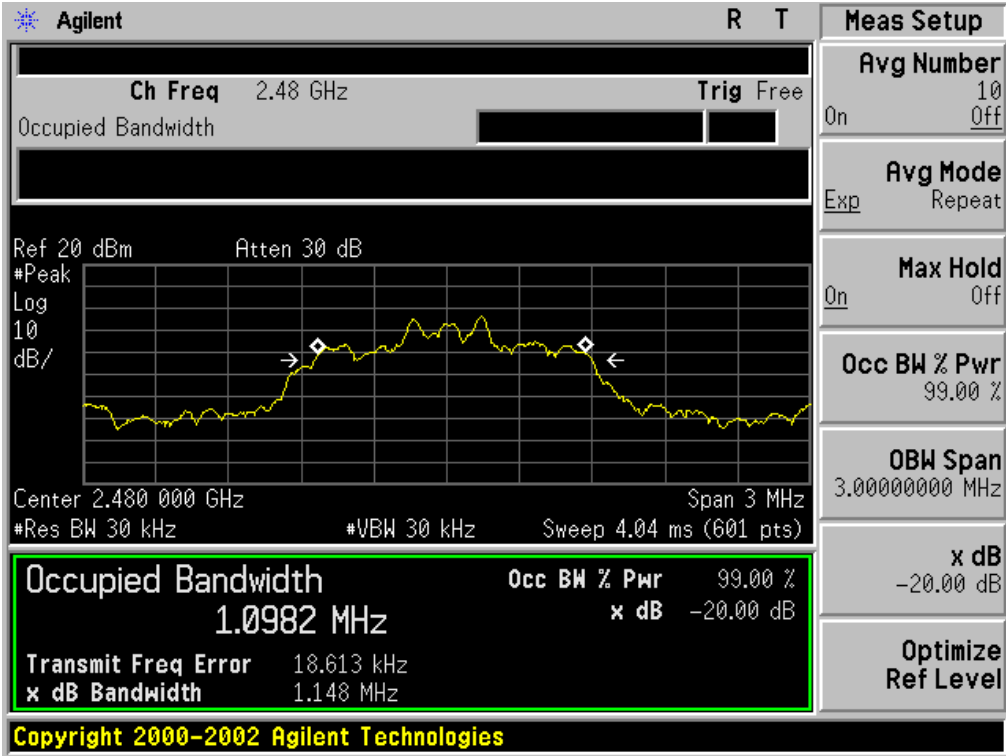 Agilent R T Meas Setup
Ch Freq 2.48 GHz Trig Free
Occupied Bandwidth
Ref 20 dBm Atten 30 dB
#Peak
Log
10
dB/
Center 2.480 000 GHz Span 3 MHz
#Res BW 30 kHz #VBW 30 kHz Sweep 4.04 ms (601 pts)
Occupied Bandwidth Occ BW % Pwr 99.00 %
1.0982 MHz x dB -20.00 dB
Transmit Freq Error 18.613 kHz
x dB Bandwidth 1.148 MHz
Copyright 2000-2002 Agilent Technologies
Avg Number
10
On Off
Avg Mode
Exp Repeat
Max Hold
On Off
Occ BW % Pwr
99.00 %
OBW Span
3.00000000 MHz
x dB
-20.00 dB
Optimize
Ref Level